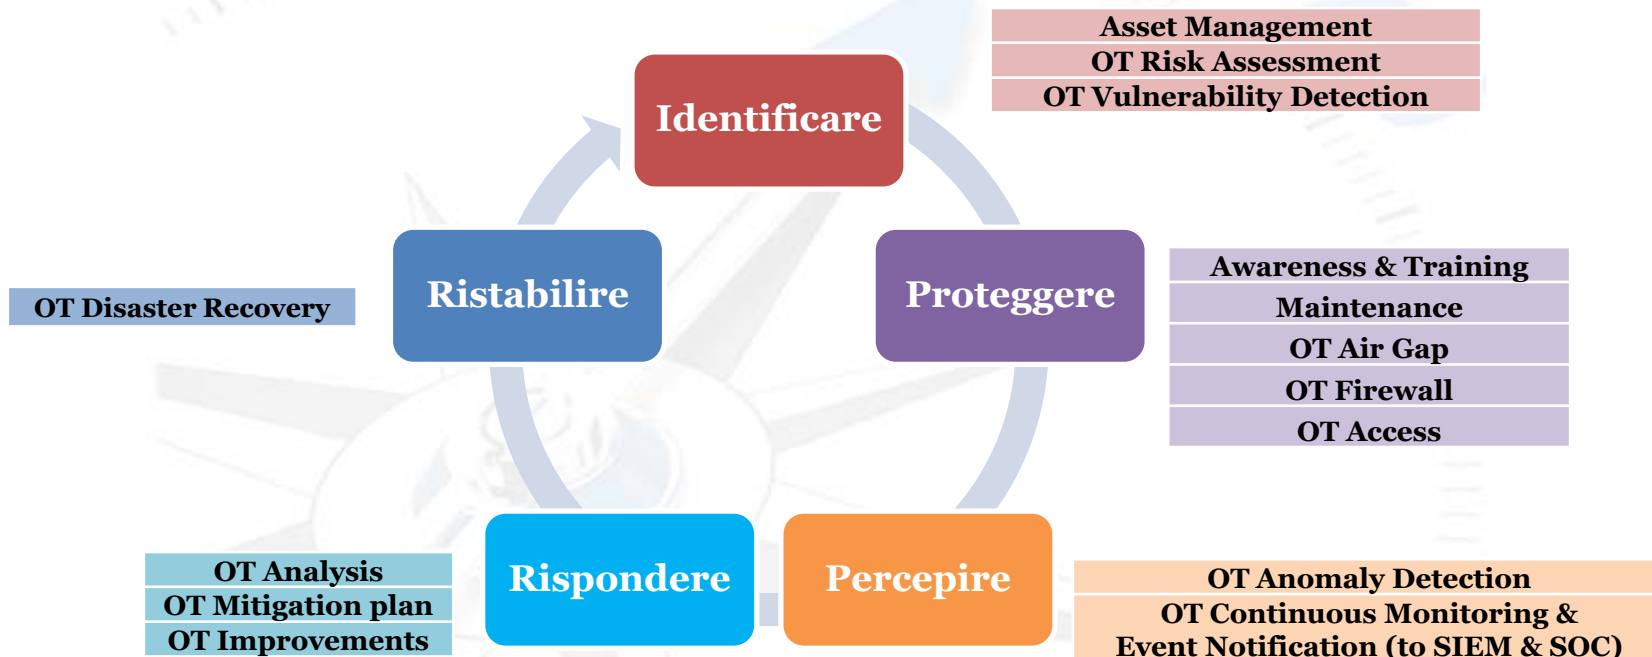 Asset Management
OT Risk Assessment
OT Vulnerability Detection
Identificare
Ristabilire
Proteggere
OT Disaster Recovery
Awareness & Training
Maintenance
OT Air Gap
OT Firewall
OT Access
Rispondere
Percepire
OT Analysis
OT Mitigation plan
OT Improvements
OT Anomaly Detection
OT Continuous Monitoring &
Event Notification (to SIEM & SOC)